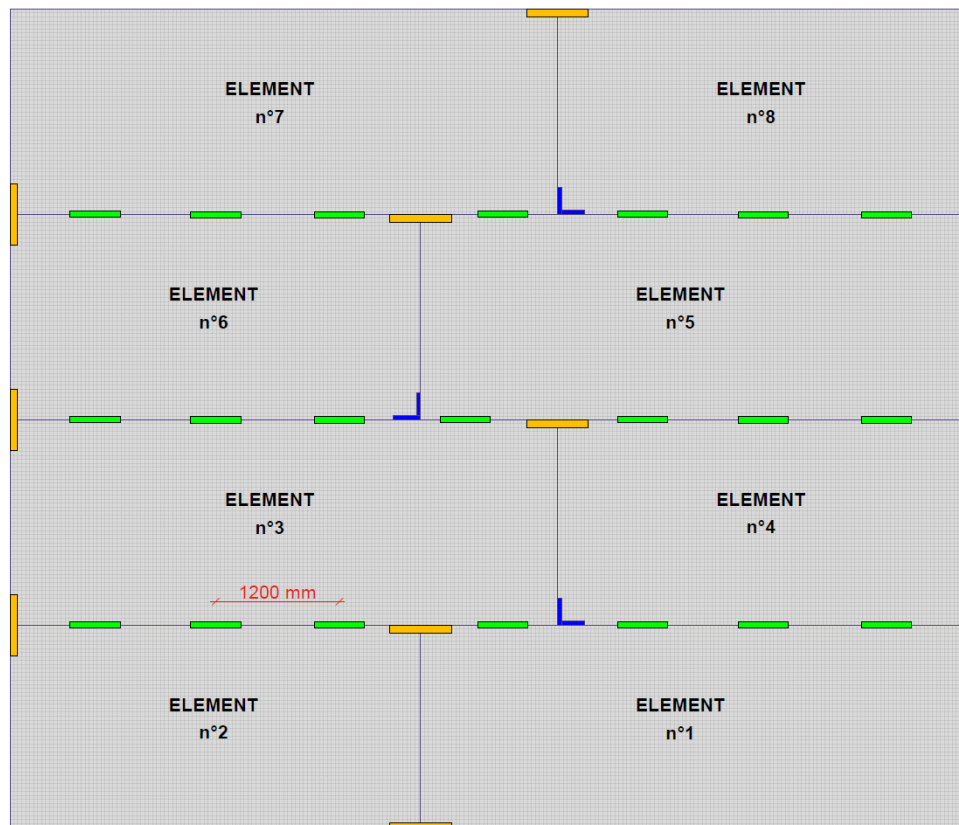 ELEMENT
n°7
ELEMENT
n°8
ELEMENT
n°6
ELEMENT
n°5
ELEMENT
n°3
ELEMENT
n°4
1200 mm
ELEMENT
n°2
ELEMENT
n°1